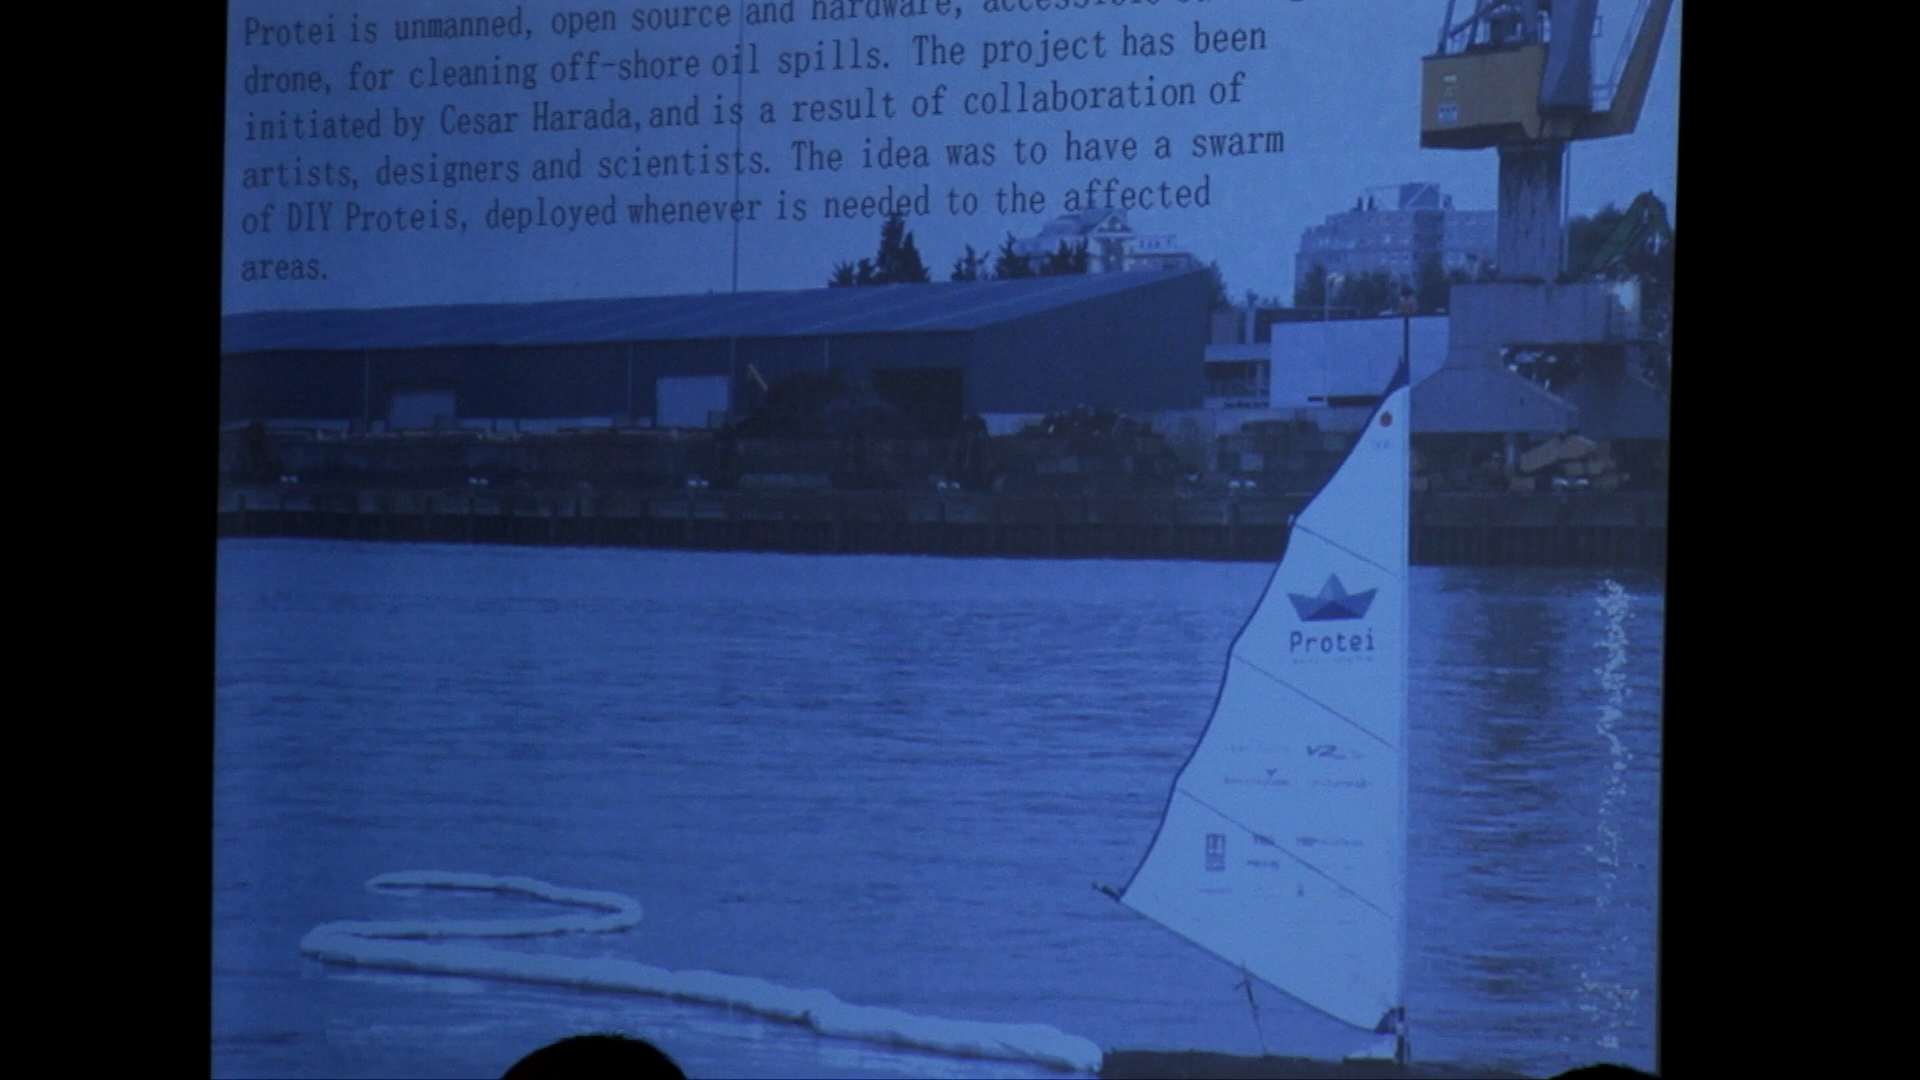 Protei is unmanned, open source and hardware, accessible
drone, for cleaning off-shore oil spills. The project has been
initiated by Cesar Harada, and is a result of collaboration of
artists, designers and scientists. The idea was to have a swarm
of DIY Proteis, deployed whenever is needed to the affected
areas.
Protei
V2_